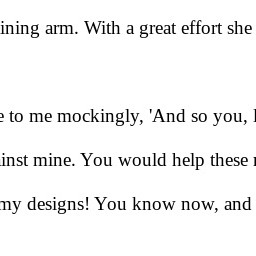 ining arm. With a great effort she
to me mockingly, 'And so you,
inst mine. You would help these
my designs! You know now, and